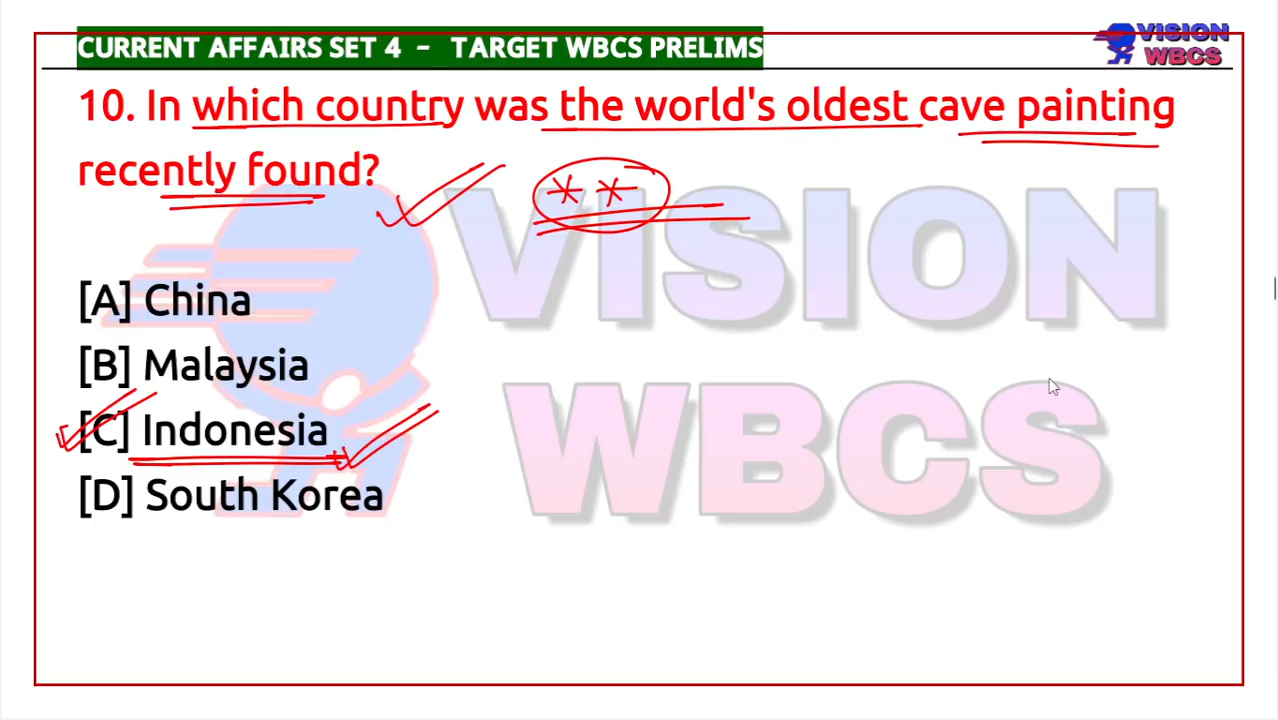 CURRENT AFFAIRS SET 4 - TARGET WBCS PRELIMS
VISION
WBCS
10. In which country was the world's oldest cave painting
recently found?
VISION
WBCS
[A] China
[B] Malaysia
[C] Indonesia
[D] South Korea